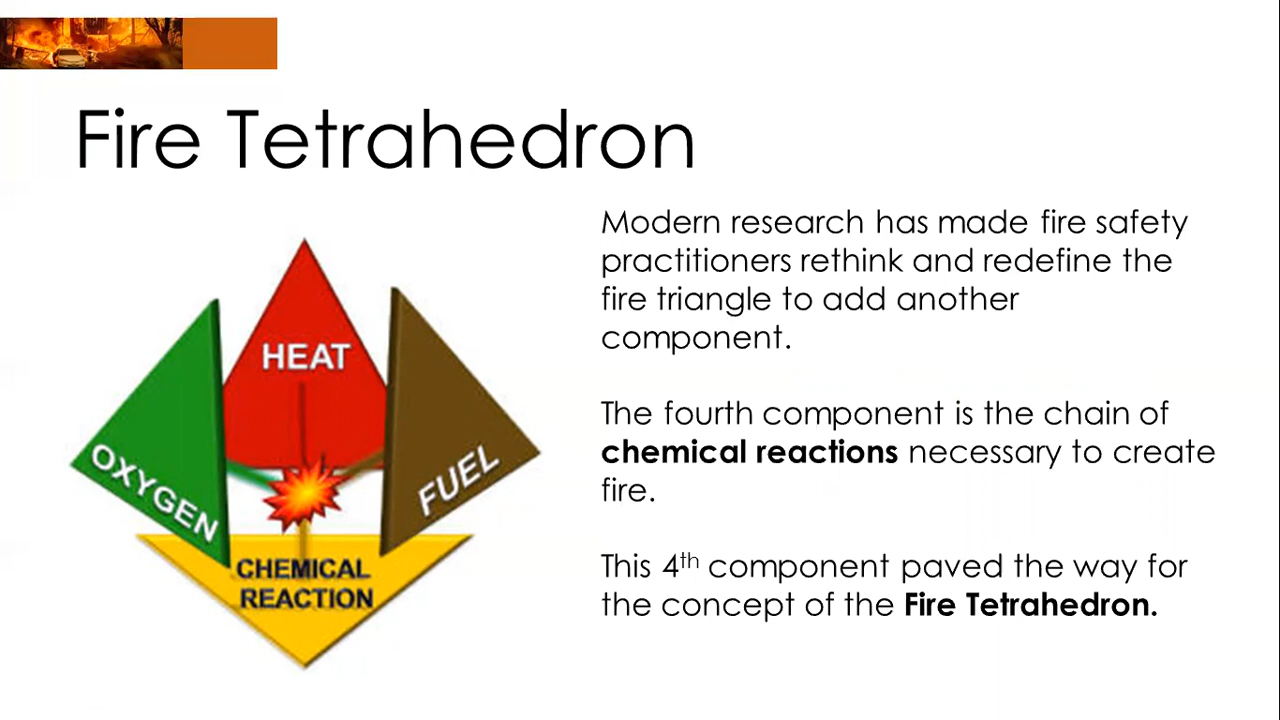 Fire Tetrahedron
HEAT
OXYGEN
FUEL
CHEMICAL
REACTION
Modern research has made fire safety
practitioners rethink and redefine the
fire triangle to add another
component.
The fourth component is the chain of
chemical reactions necessary to create
fire.
This 4th component paved the way for
the concept of the Fire Tetrahedron.